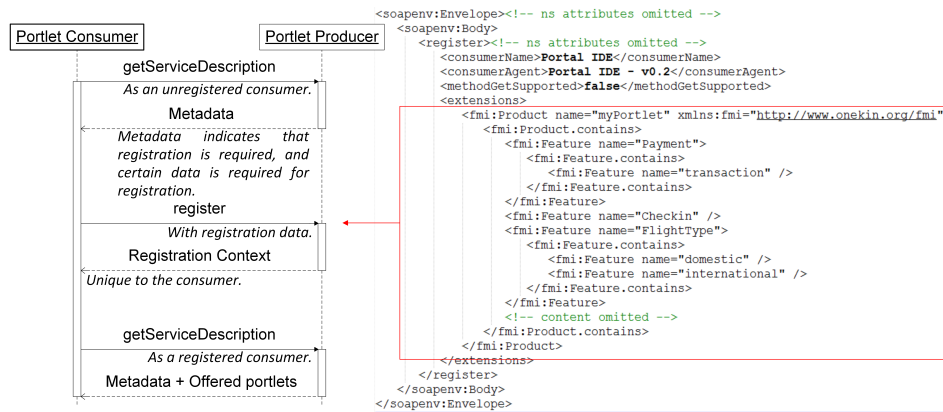 Portlet Consumer
Portlet Producer
getServiceDescription
As an unregistered consumer.
Metadata
Metadata indicates that
registration is required, and
certain data is required for
registration.
register
With registration data.
Registration Context
Unique to the consumer.
getServiceDescription
As a registered consumer.
Metadata + Offered portlets
<soapenv:Envelope><!-- ns attributes omitted -->
<soapenv:Body>
<register><!-- ns attributes omitted -->
<consumerName>Portal IDE</consumerName>
<consumerAgent>Portal IDE - v0.2</consumerAgent>
<methodGetSupported>false</methodGetSupported>
<extensions>
<fmi:Product name="myPortlet" xmlns:fmi="http://www.onekin.org/fmi"
<fmi:Product.contains>
<fmi:Feature name="Payment">
<fmi:Feature.contains>
<fmi:Feature name="transaction" />
</fmi:Feature.contains>
</fmi:Feature>
<fmi:Feature name="Checkin" />
<fmi:Feature name="FlightType">
<fmi:Feature.contains>
<fmi:Feature name="domestic" />
<fmi:Feature name="international" />
</fmi:Feature.contains>
</fmi:Feature>
<!-- content omitted -->
</fmi:Product.contains>
</fmi:Product>
</extensions>
</register>
</soapenv:Body>
</soapenv:Envelope>